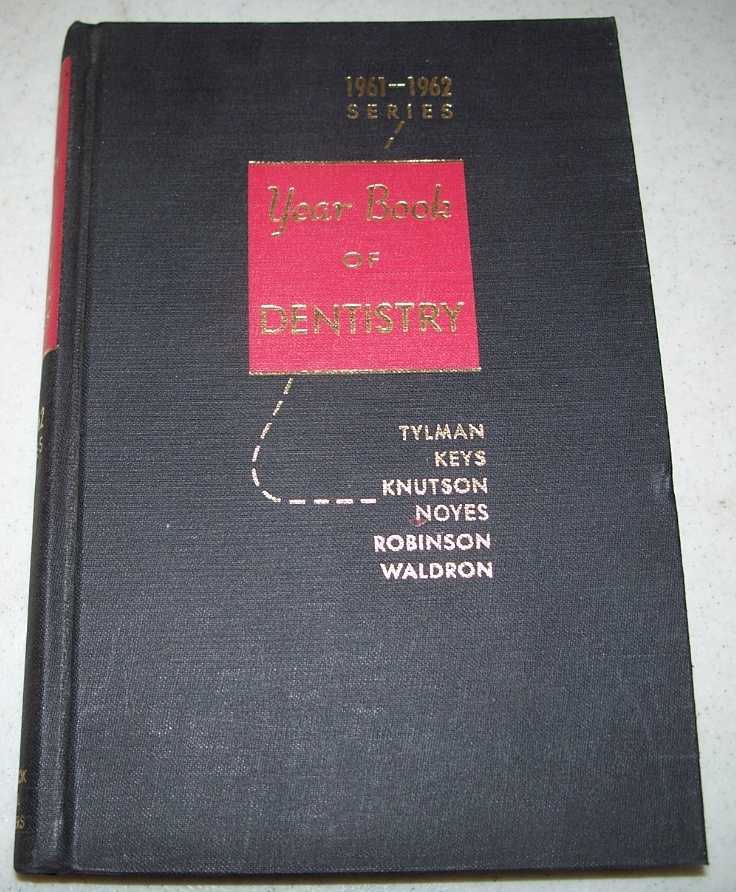 1961--1962
SERIES
Year Book
OF
DENTISTRY
TYLMAN
KEYS
KNUTSON
NOYES
ROBINSON
WALDRON